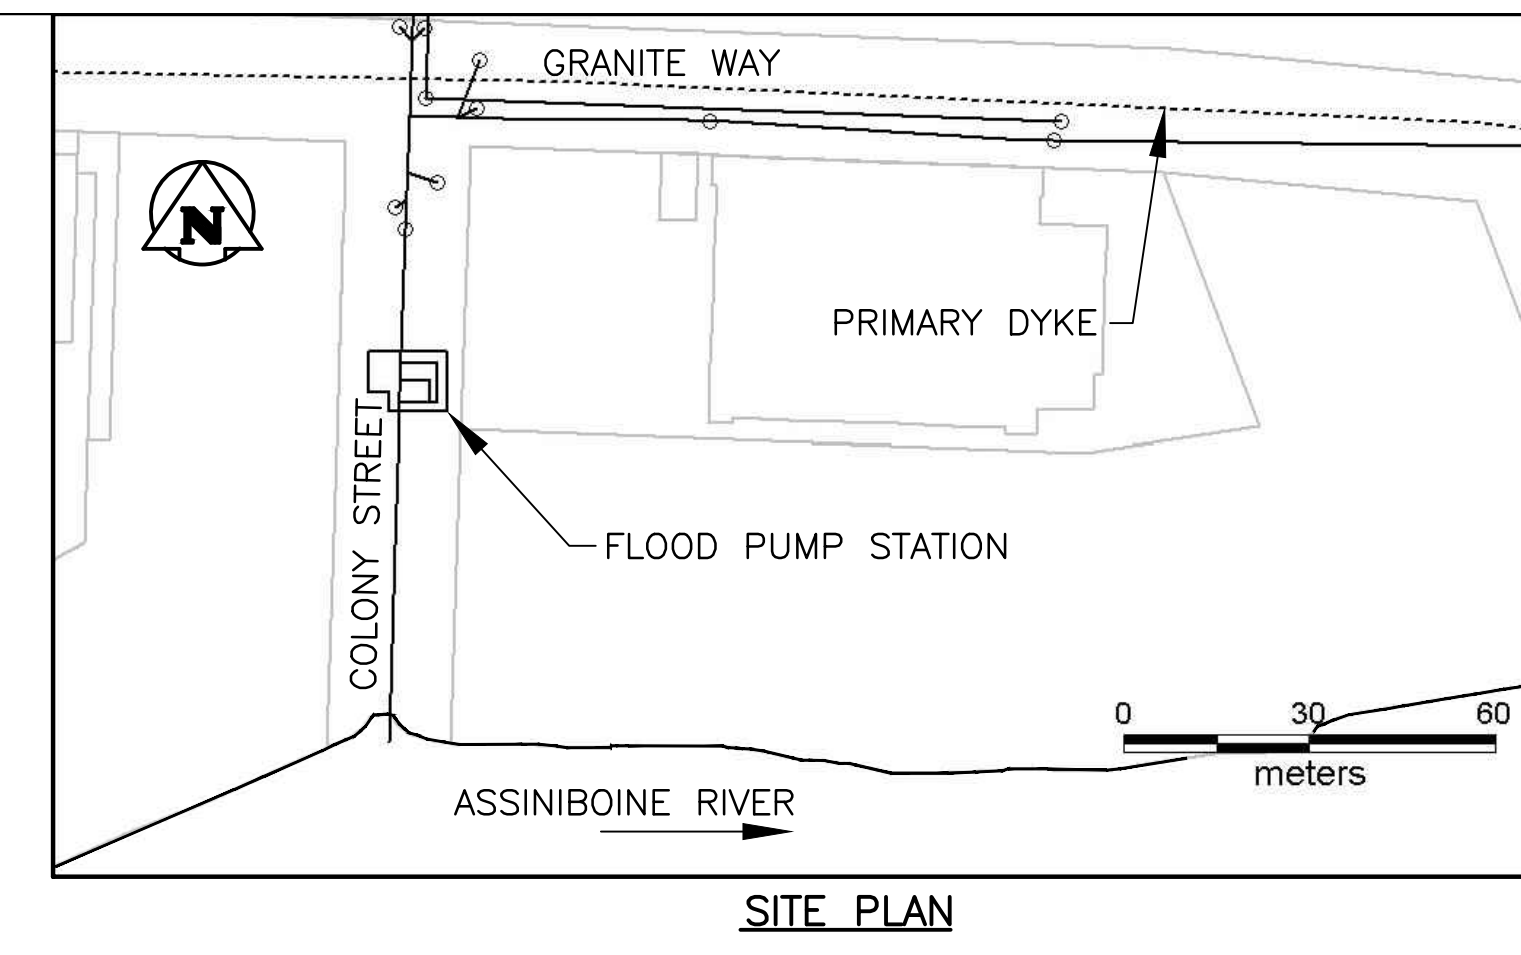 GRANITE WAY
N
PRIMARY DYKE
COLONY STREET
FLOOD PUMP STATION
0 30 60
meters
ASSINIBOINE RIVER
SITE PLAN